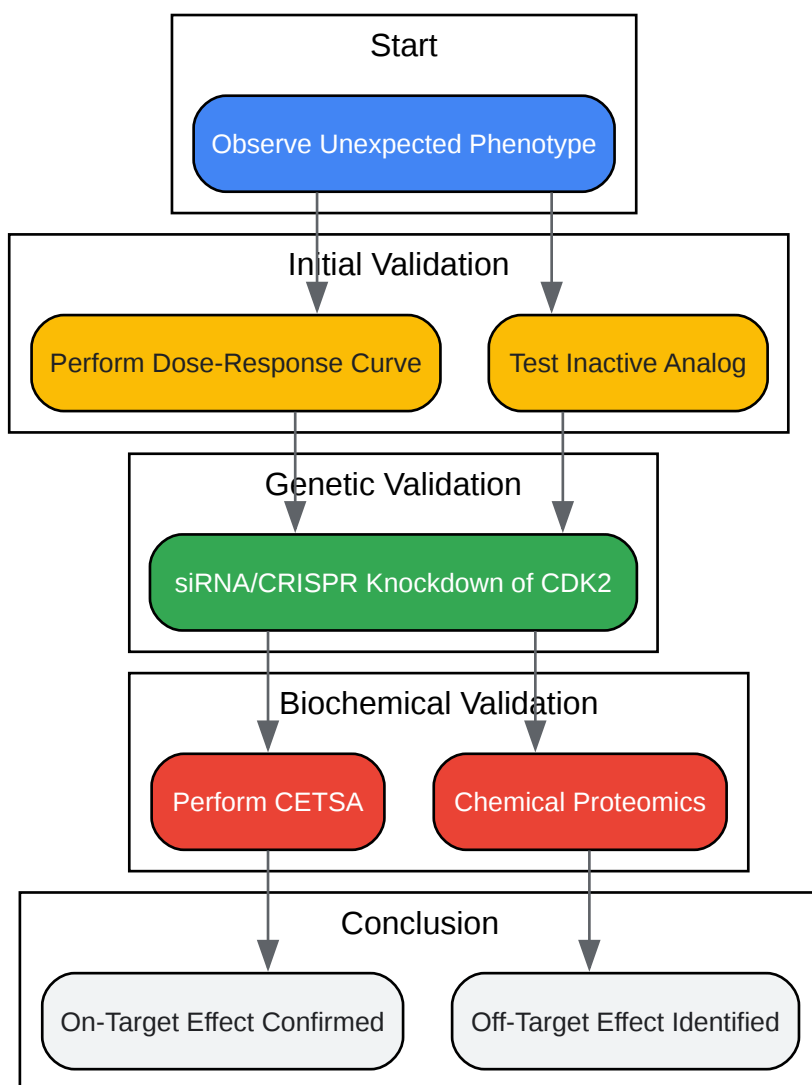 Start
Observe Unexpected Phenotype
Initial Validation
Perform Dose-Response Curve
Test Inactive Analog
Genetic Validation
siRNA/CRISPR Knockdown of CDK2
Biochemical Validation
Perform CETSA
Chemical Proteomics
Conclusion
On-Target Effect Confirmed
Off-Target Effect Identified